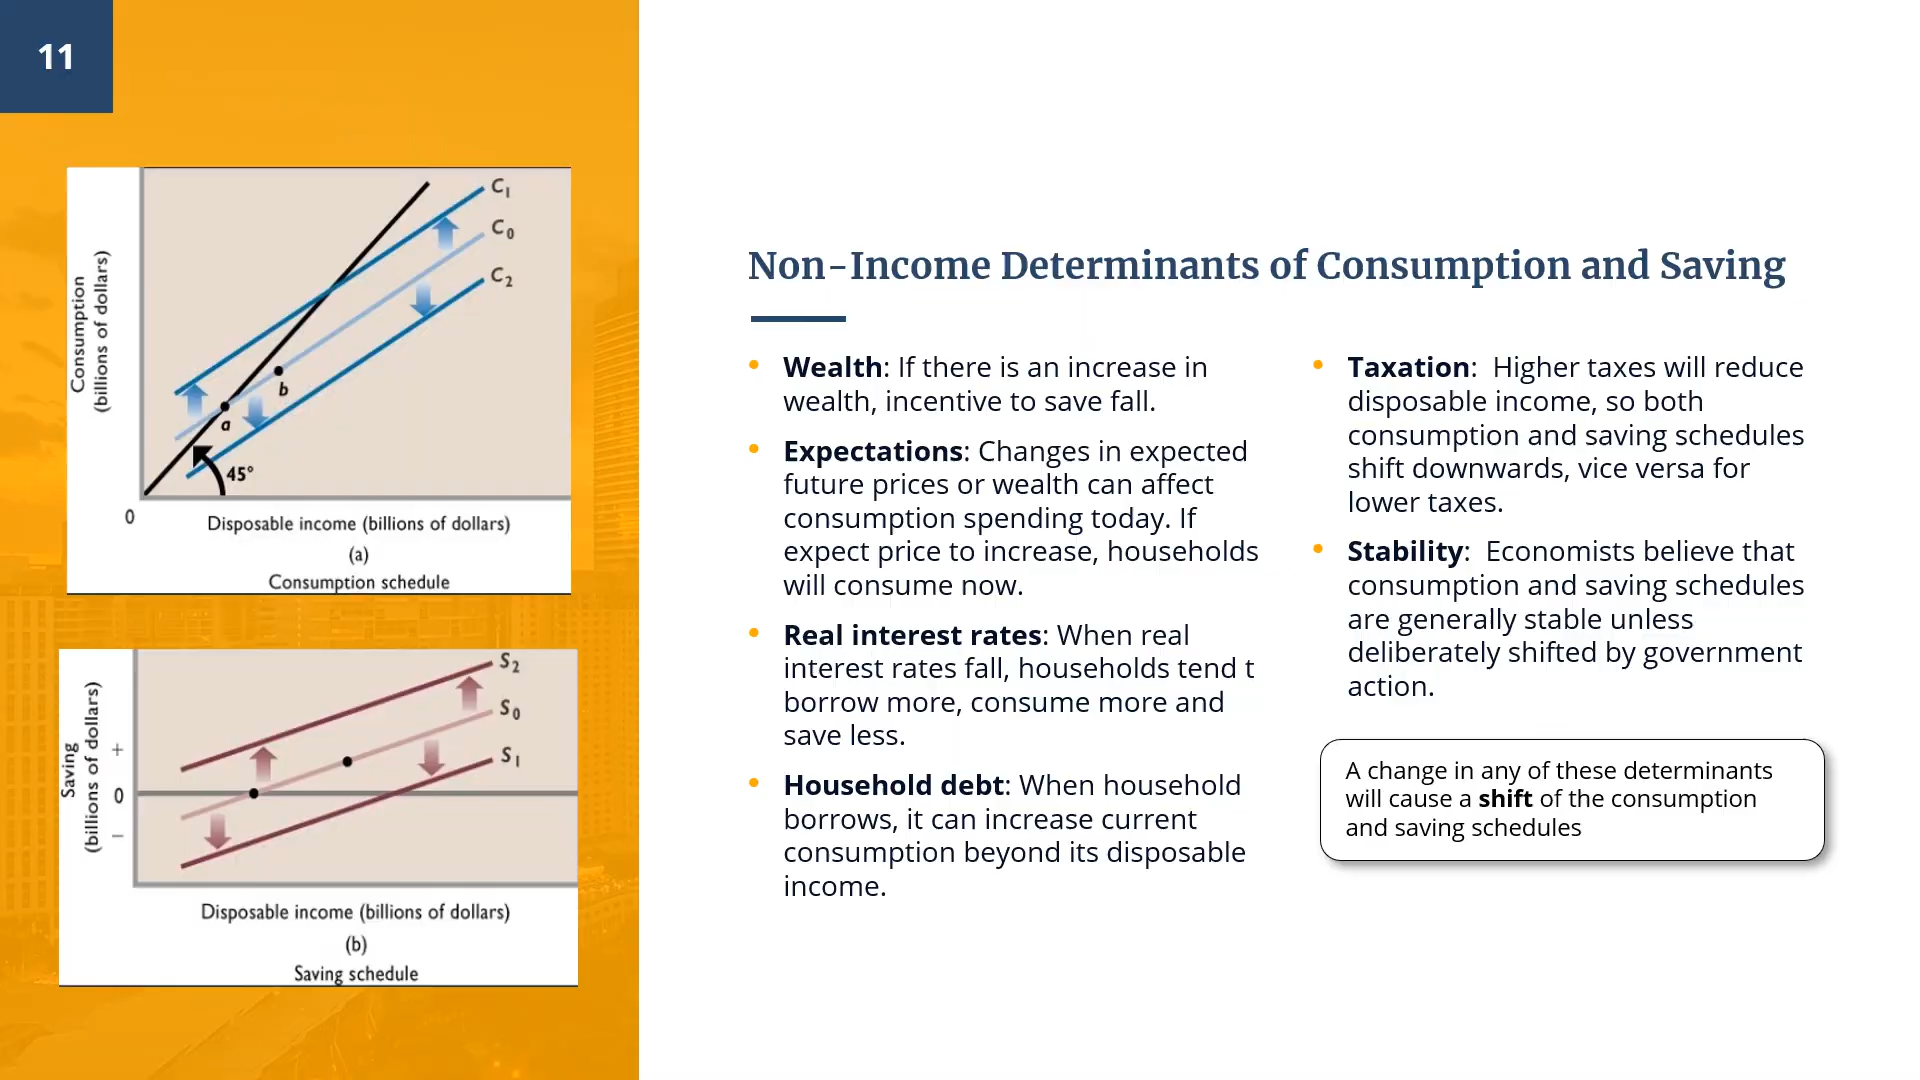 11
C1
C0
C2
b
a
45°
Consumption
(billions of dollars)
0
Disposable income (billions of dollars)
(a)
Consumption schedule
S2
S0
S1
Saving
(billions of dollars)
+
0
−
Disposable income (billions of dollars)
(b)
Saving schedule
Non-Income Determinants of Consumption and Saving
• Wealth: If there is an increase in
wealth, incentive to save fall.
• Expectations: Changes in expected
future prices or wealth can affect
consumption spending today. If
expect price to increase, households
will consume now.
• Real interest rates: When real
interest rates fall, households tend t
borrow more, consume more and
save less.
• Household debt: When household
borrows, it can increase current
consumption beyond its disposable
income.
• Taxation: Higher taxes will reduce
disposable income, so both
consumption and saving schedules
shift downwards, vice versa for
lower taxes.
• Stability: Economists believe that
consumption and saving schedules
are generally stable unless
deliberately shifted by government
action.
A change in any of these determinants
will cause a shift of the consumption
and saving schedules